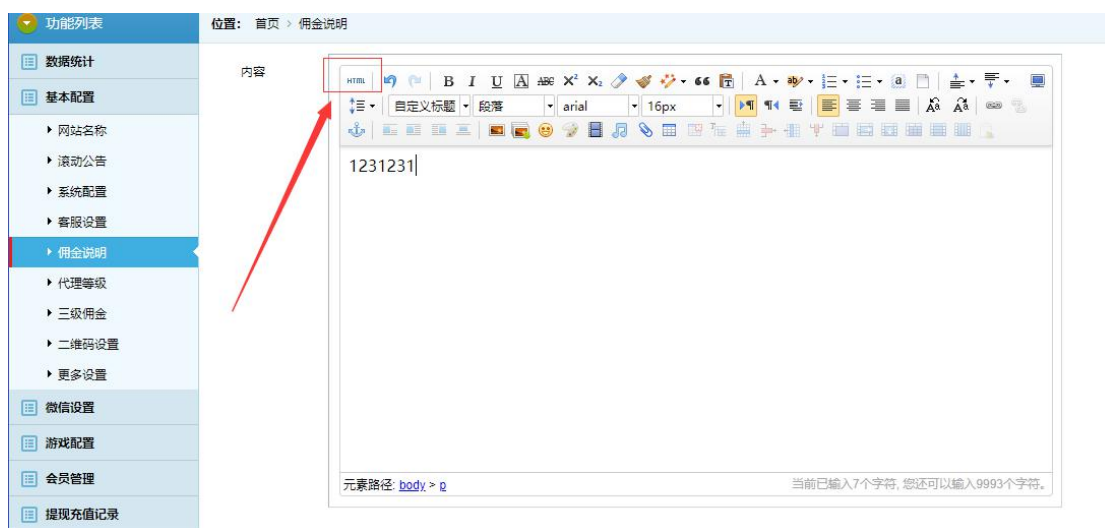 功能列表
位置： 首页 > 佣金说明
数据统计
基本配置
网站名称
滚动公告
系统配置
客服设置
佣金说明
代理等级
三级佣金
二维码设置
更多设置
微信设置
游戏配置
会员管理
提现充值记录
内容
HTML B I U A ABC X² X₂ A a
自定义标题 段落 arial 16px
1231231
元素路径: body > p
当前已输入7个字符, 您还可以输入9993个字符。